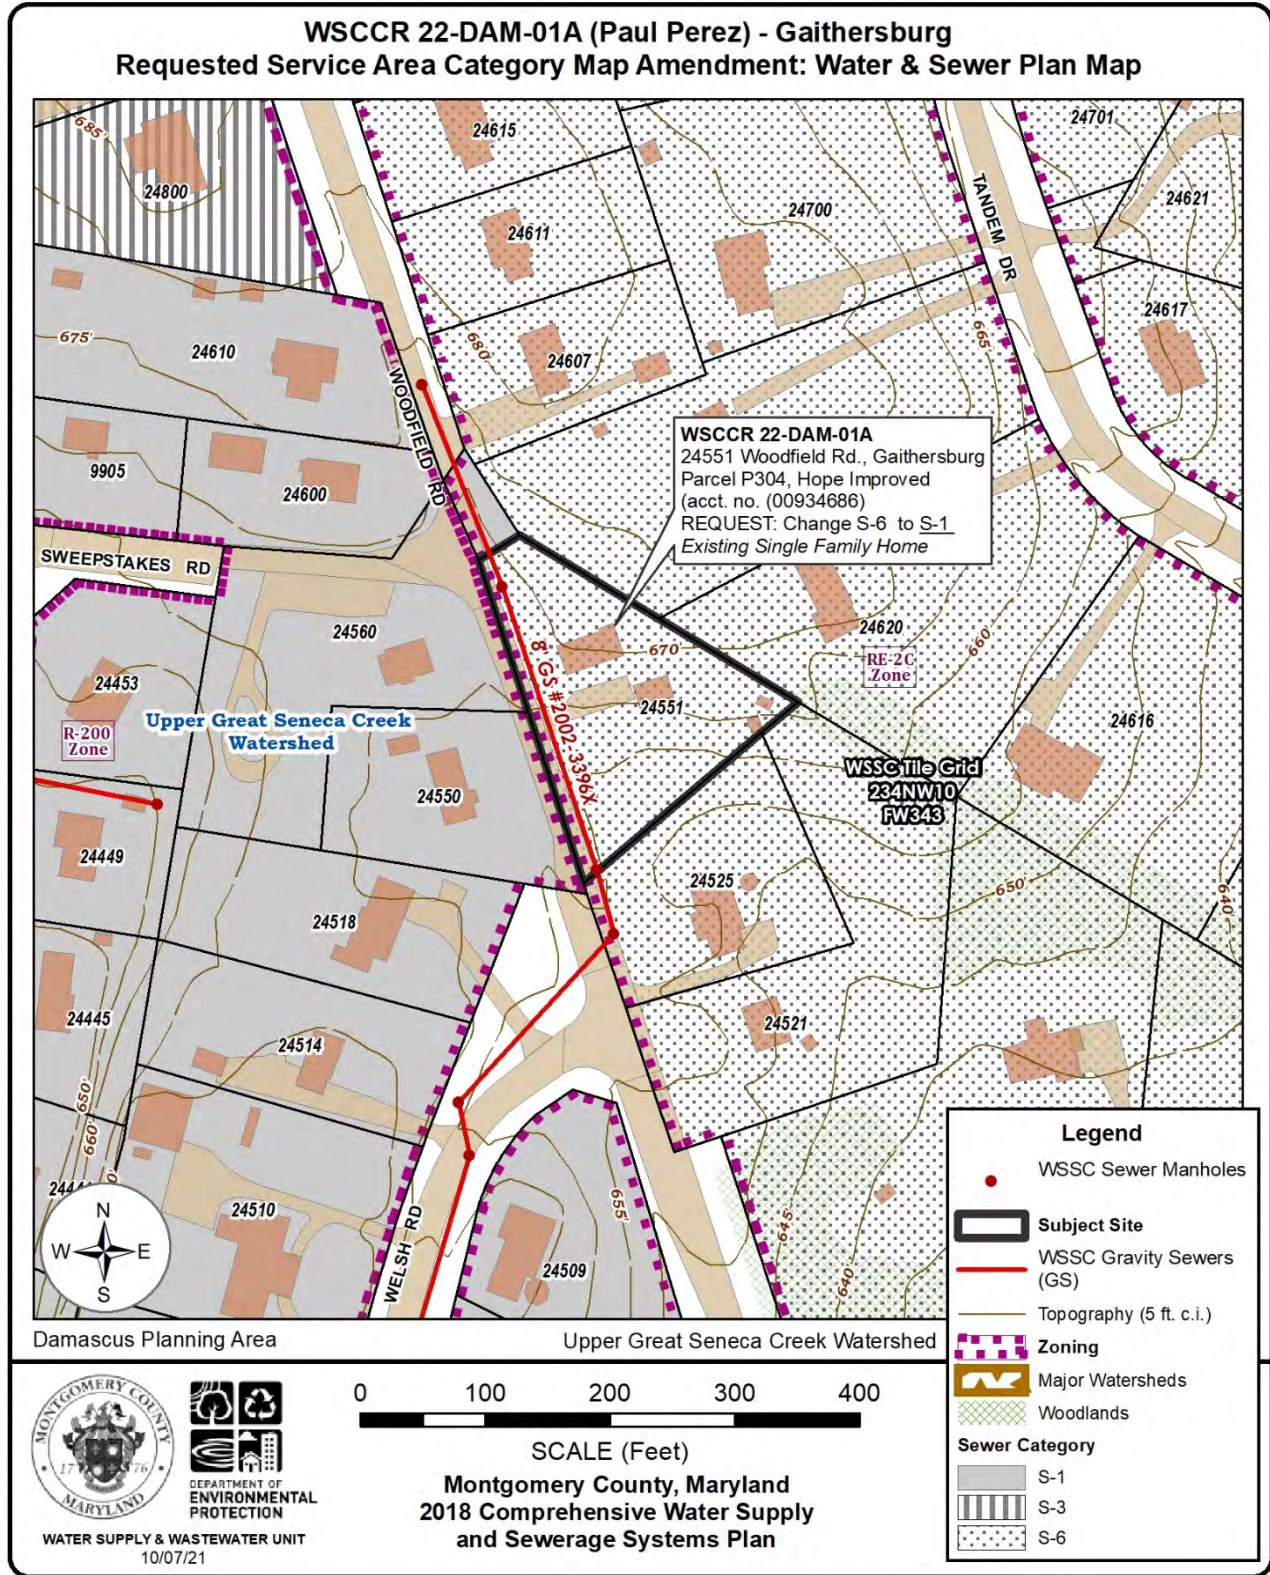 WSCCR 22-DAM-01A (Paul Perez) - Gaithersburg
Requested Service Area Category Map Amendment: Water & Sewer Plan Map
685'
24800
24615
24701
24700
TANDEM DR
24621
24611
24617
675'
24610
680'
24607
665'
WOODFIELD RD
9905
24600
WSCCR 22-DAM-01A
24551 Woodfield Rd., Gaithersburg
Parcel P304, Hope Improved
(acct. no. (00934686)
REQUEST: Change S-6 to S-1
Existing Single Family Home
SWEEPSTAKES RD
24560
8" GS #2002-3396X
670'
24620
660'
RE-2C
Zone
24453
R-200
Zone
Upper Great Seneca Creek
Watershed
24551
24616
WSSC Tile Grid
234NW10
FW343
24550
24449
24525
650'
640'
24518
24445
24514
24521
650'
660'
24510
WELSH RD
24509
655'
645'
640'
N
W
E
S
Damascus Planning Area
Upper Great Seneca Creek Watershed
Legend
WSSC Sewer Manholes
Subject Site
WSSC Gravity Sewers
(GS)
Topography (5 ft. c.i.)
Zoning
Major Watersheds
Woodlands
Sewer Category
S-1
S-3
S-6
MONTGOMERY COUNTY
17 76
MARYLAND
DEPARTMENT OF
ENVIRONMENTAL
PROTECTION
WATER SUPPLY & WASTEWATER UNIT
10/07/21
0 100 200 300 400
SCALE (Feet)
Montgomery County, Maryland
2018 Comprehensive Water Supply
and Sewerage Systems Plan